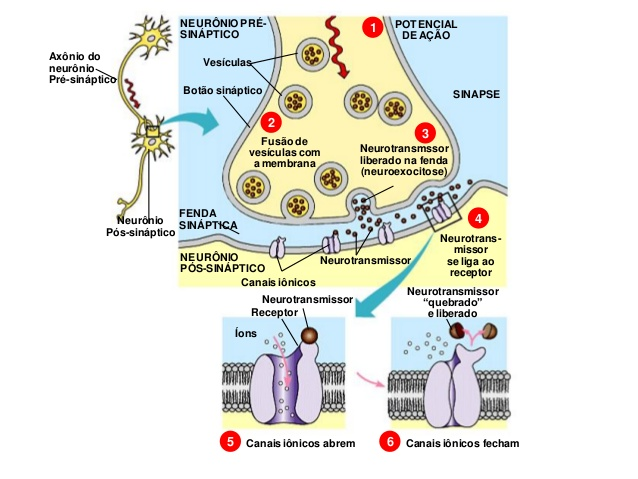 Axônio do
neurônio
Pré-sináptico
Neurônio
Pós-sináptico
NEURÔNIO PRÉ-
SINÁPTICO
Vesículas
Botão sináptico
1
POTENCIAL
DE AÇÃO
SINAPSE
2
Fusão de
vesículas com
a membrana
3
Neurotransmssor
liberado na fenda
(neuroexocitose)
FENDA
SINÁPTICA
NEURÔNIO
PÓS-SINÁPTICO
Canais iônicos
Neurotransmissor
4
Neurotrans-
missor
se liga ao
receptor
Neurotransmissor
Receptor
Íons
5
Canais iônicos abrem
Neurotransmissor
“quebrado”
e liberado
6
Canais iônicos fecham